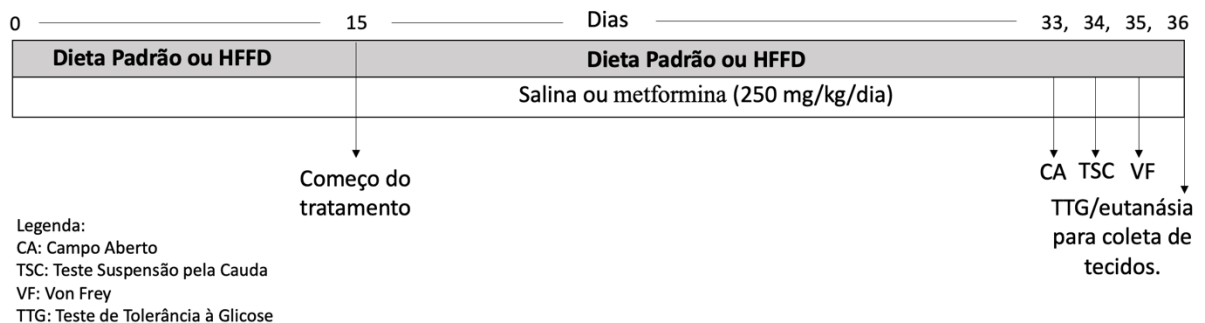 0 15 Dias 33, 34, 35, 36
Dieta Padrão ou HFFD Dieta Padrão ou HFFD
Salina ou metformina (250 mg/kg/dia)
CA TSC VF
Começo do
tratamento
TTG/eutanásia
para coleta de
tecidos.
Legenda:
CA: Campo Aberto
TSC: Teste Suspensão pela Cauda
VF: Von Frey
TTG: Teste de Tolerância à Glicose